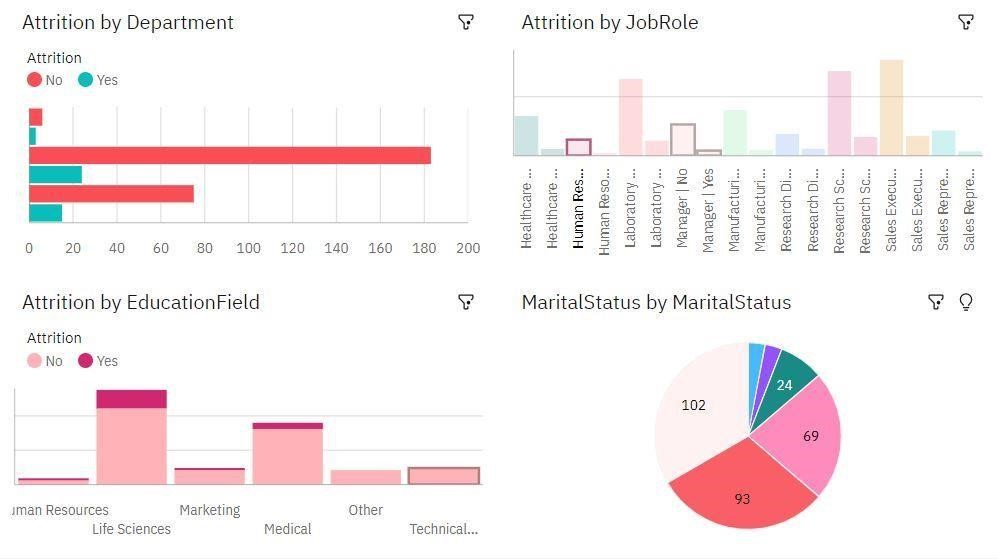 Attrition by Department
Attrition
No Yes
0 20 40 60 80 100 120 140 160 180 200
Attrition by JobRole
Healthcare ...
Healthcare ...
Human Res...
Human Reso...
Laboratory ...
Laboratory ...
Manager | No
Manager | Yes
Manufacturi...
Manufacturi...
Research Di...
Research Di...
Research Sc...
Research Sc...
Sales Execu...
Sales Execu...
Sales Repre...
Sales Repre...
Attrition by EducationField
Attrition
No Yes
uman Resources Marketing Other
Life Sciences Medical Technical...
MaritalStatus by MaritalStatus
24
102
69
93